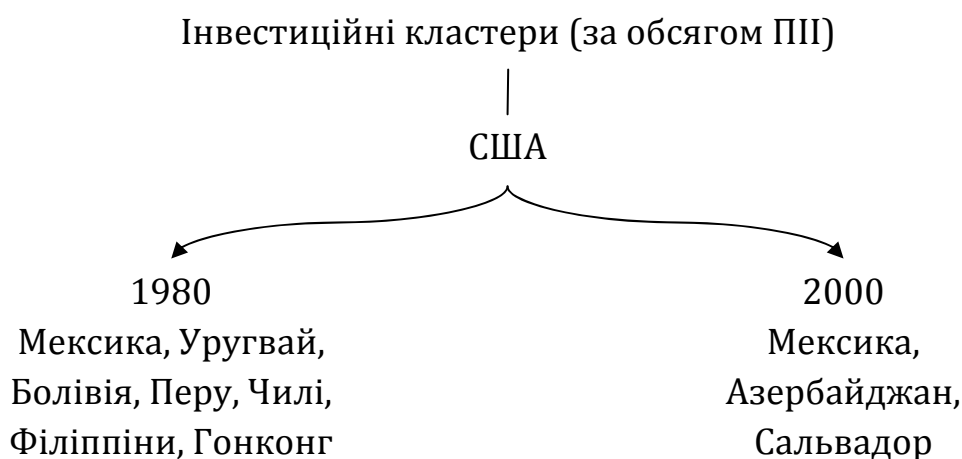 Інвестиційні кластери (за обсягом ПІІ)
США
1980
Мексика, Уругвай,
Болівія, Перу, Чилі,
Філіппіни, Гонконг
2000
Мексика,
Азербайджан,
Сальвадор